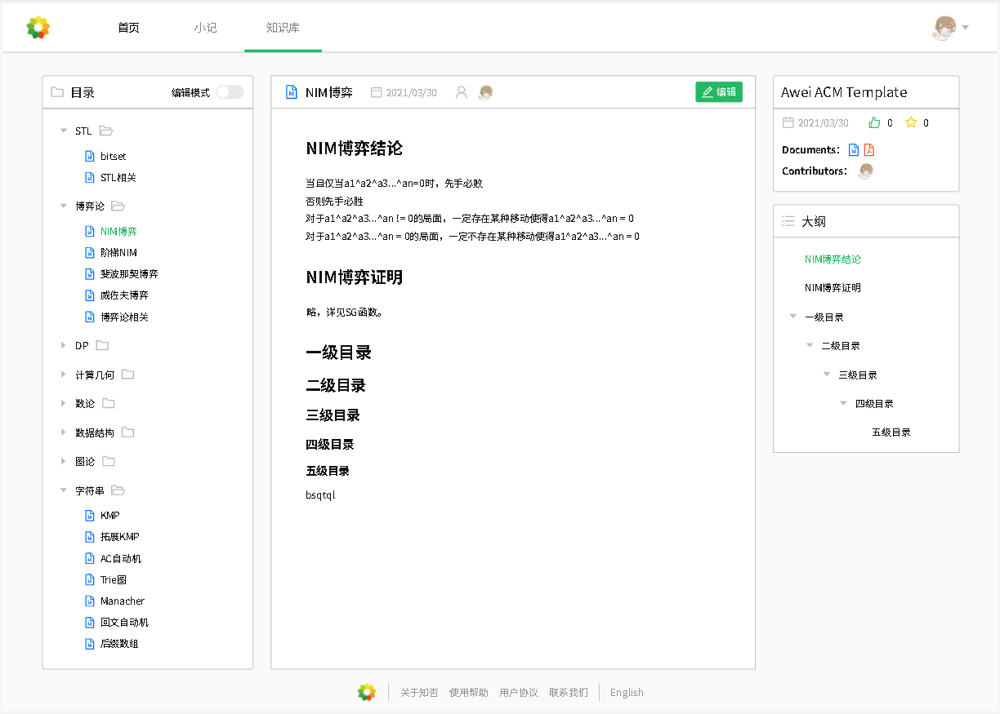 首页 小记 知识库
目录 编辑模式
STL
bitset
STL相关
博弈论
NIM博弈
阶梯NIM
斐波那契博弈
威佐夫博弈
博弈论相关
DP
计算几何
数论
数据结构
图论
字符串
KMP
拓展KMP
AC自动机
Trie图
Manacher
回文自动机
后缀数组
NIM博弈 2021/03/30 编辑
NIM博弈结论
当且仅当a1^a2^a3...^an=0时，先手必败
否则先手必胜
对于a1^a2^a3...^an != 0的局面，一定存在某种移动使得a1^a2^a3...^an = 0
对于a1^a2^a3...^an = 0的局面，一定不存在某种移动使得a1^a2^a3...^an = 0
NIM博弈证明
略，详见SG函数。
一级目录
二级目录
三级目录
四级目录
五级目录
bsqtql
Awei ACM Template
2021/03/30 0 0
Documents:
Contributors:
大纲
NIM博弈结论
NIM博弈证明
一级目录
二级目录
三级目录
四级目录
五级目录
关于知否 使用帮助 用户协议 联系我们 English